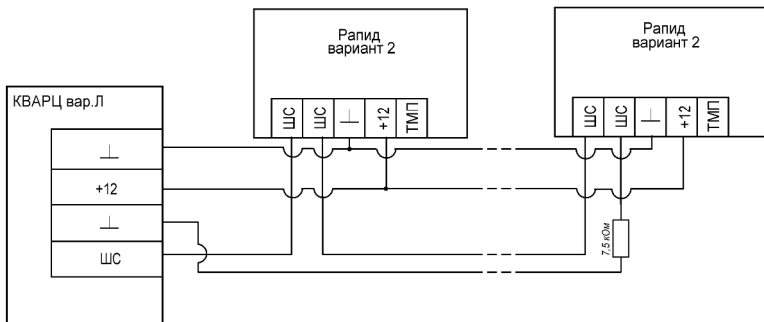 Рапид
вариант 2
ШС
ШС
+12
ТМП
Рапид
вариант 2
ШС
ШС
+12
ТМП
КВАРЦ вар.Л
+12
ШС
7,5 кОм